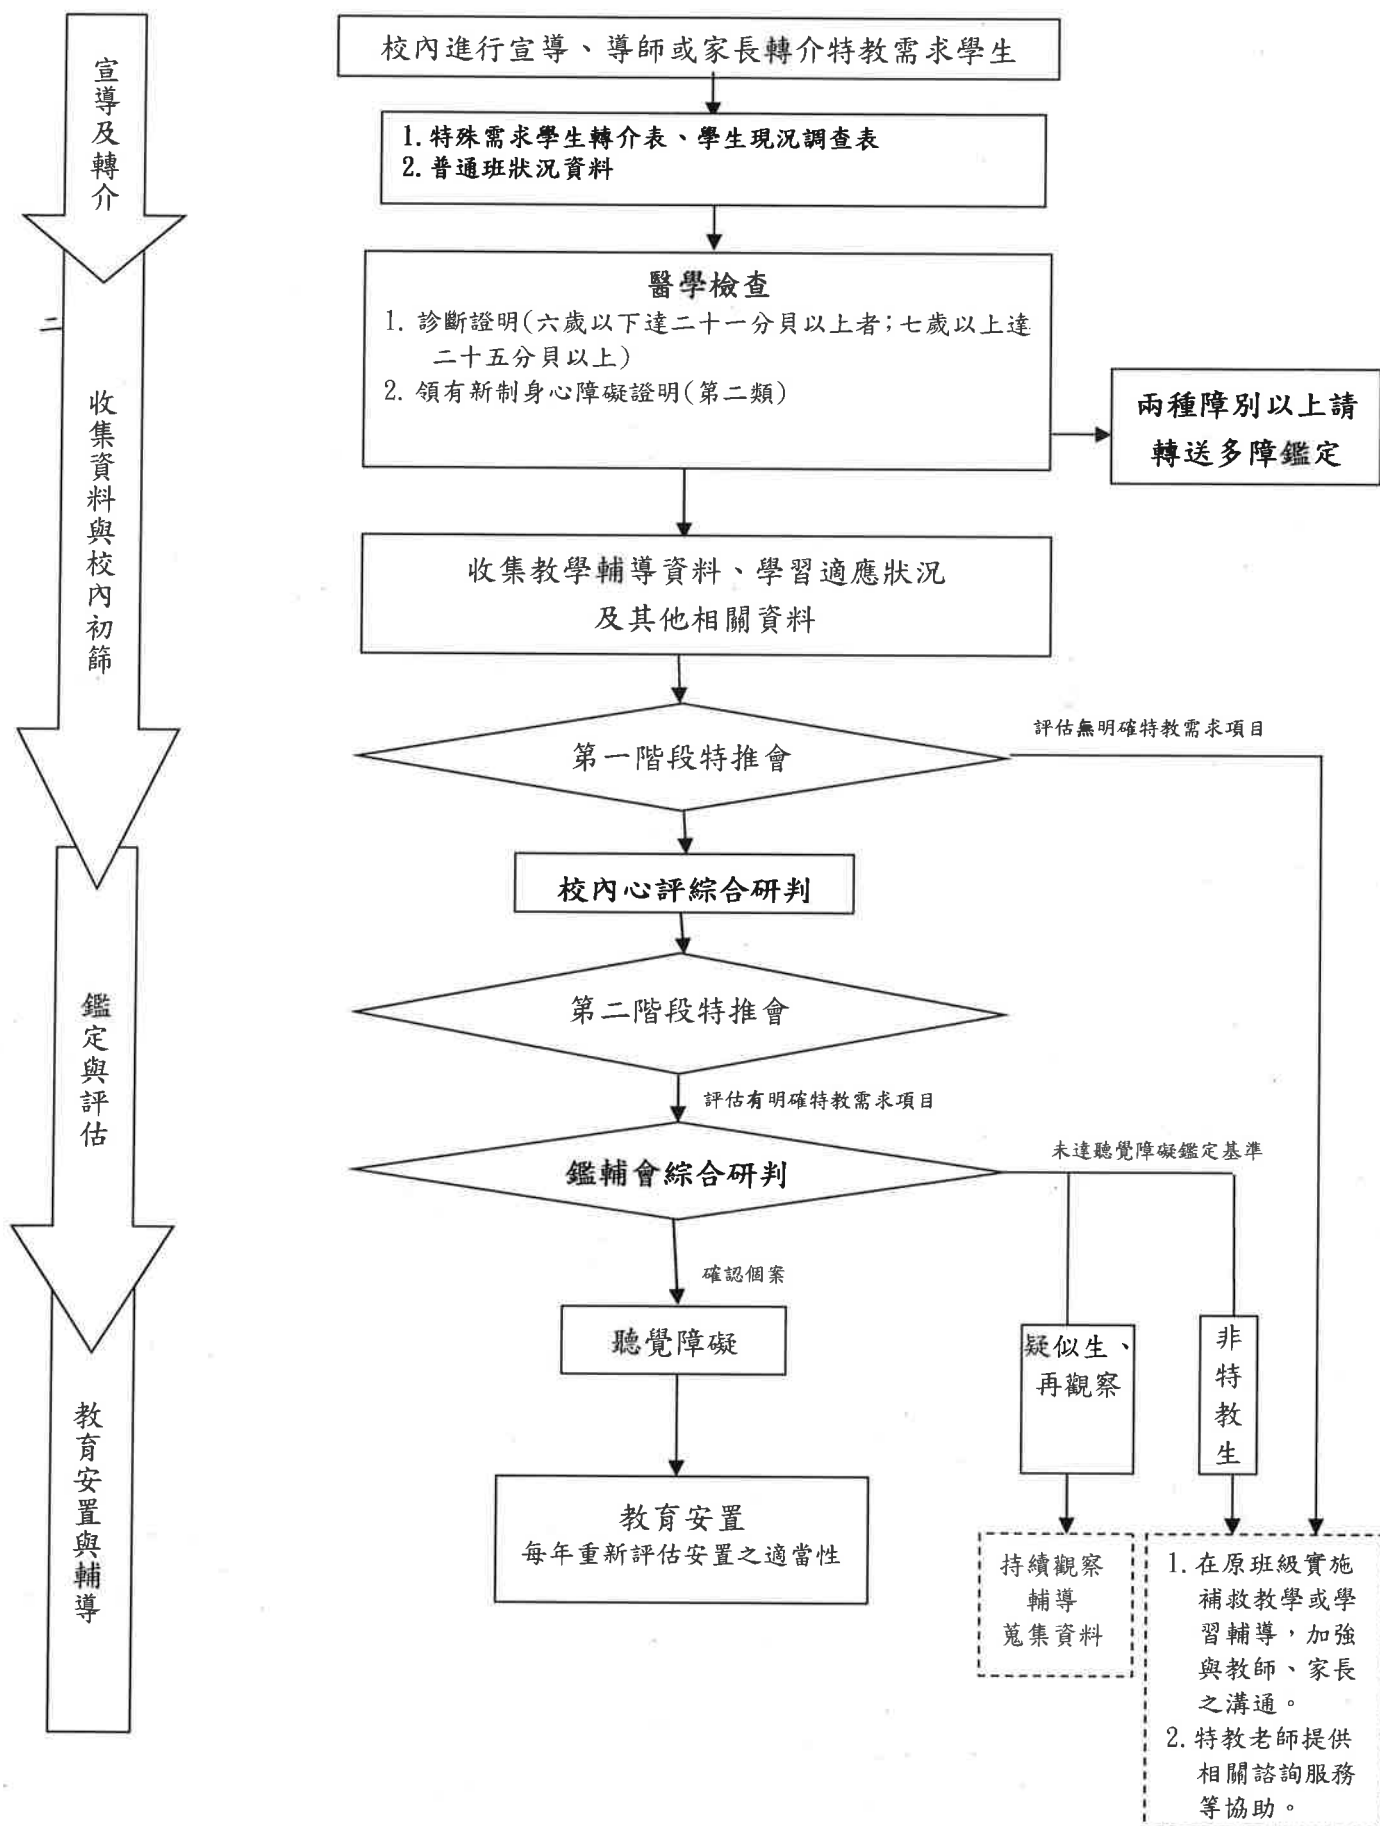 校內進行宣導、導師或家長轉介特教需求學生
宣導及轉介
1. 特殊需求學生轉介表、學生現況調查表
2. 普通班狀況資料
醫學檢查
1. 診斷證明(六歲以下達二十一分貝以上者;七歲以上達
二十五分貝以上)
2. 領有新制身心障礙證明(第二類)
二
收集資料與校內初篩
兩種障別以上請
轉送多障鑑定
收集教學輔導資料、學習適應狀況
及其他相關資料
第一階段特推會
評估無明確特教需求項目
校內心評綜合研判
第二階段特推會
鑑定與評估
評估有明確特教需求項目
鑑輔會綜合研判
未達聽覺障礙鑑定基準
確認個案
聽覺障礙
疑似生、
再觀察
非特教生
教育安置與輔導
教育安置
每年重新評估安置之適當性
持續觀察
輔導
蒐集資料
1. 在原班級實施
補救教學或學
習輔導，加強
與教師、家長
之溝通。
2. 特教老師提供
相關諮詢服務
等協助。